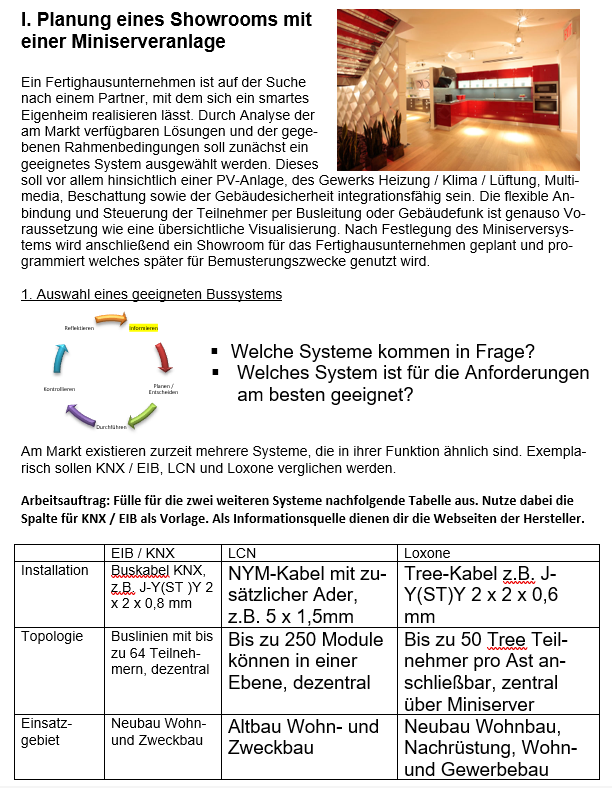 I. Planung eines Showrooms mit
einer Miniserveranlage
Ein Fertighausunternehmen ist auf der Suche
nach einem Partner, mit dem sich ein smartes
Eigenheim realisieren lässt. Durch Analyse der
am Markt verfügbaren Lösungen und der gege-
benen Rahmenbedingungen soll zunächst ein
geeignetes System ausgewählt werden. Dieses
soll vor allem hinsichtlich einer PV-Anlage, des Gewerks Heizung / Klima / Lüftung, Multi-
media, Beschattung sowie der Gebäudesicherheit integrationsfähig sein. Die flexible An-
bindung und Steuerung der Teilnehmer per Busleitung oder Gebäudefunk ist genauso Vo-
raussetzung wie eine übersichtliche Visualisierung. Nach Festlegung des Miniserversys-
tems wird anschließend ein Showroom für das Fertighausunternehmen geplant und pro-
grammiert welches später für Bemusterungszwecke genutzt wird.
1. Auswahl eines geeigneten Bussystems
Reflektieren
Informieren
Kontrollieren
Planen /
Entscheiden
Durchführen
▪ Welche Systeme kommen in Frage?
▪ Welches System ist für die Anforderungen
am besten geeignet?
Am Markt existieren zurzeit mehrere Systeme, die in ihrer Funktion ähnlich sind. Exempla-
risch sollen KNX / EIB, LCN und Loxone verglichen werden.
Arbeitsauftrag: Fülle für die zwei weiteren Systeme nachfolgende Tabelle aus. Nutze dabei die
Spalte für KNX / EIB als Vorlage. Als Informationsquelle dienen dir die Webseiten der Hersteller.
EIB / KNX
LCN
Loxone
Installation
Buskabel KNX,
z.B. J-Y(ST )Y 2
x 2 x 0,8 mm
NYM-Kabel mit zu-
sätzlicher Ader,
z.B. 5 x 1,5mm
Tree-Kabel z.B. J-
Y(ST)Y 2 x 2 x 0,6
mm
Topologie
Buslinien mit bis
zu 64 Teilneh-
mern, dezentral
Bis zu 250 Module
können in einer
Ebene, dezentral
Bis zu 50 Tree Teil-
nehmer pro Ast an-
schließbar, zentral
über Miniserver
Einsatz-
gebiet
Neubau Wohn-
und Zweckbau
Altbau Wohn- und
Zweckbau
Neubau Wohnbau,
Nachrüstung, Wohn-
und Gewerbebau